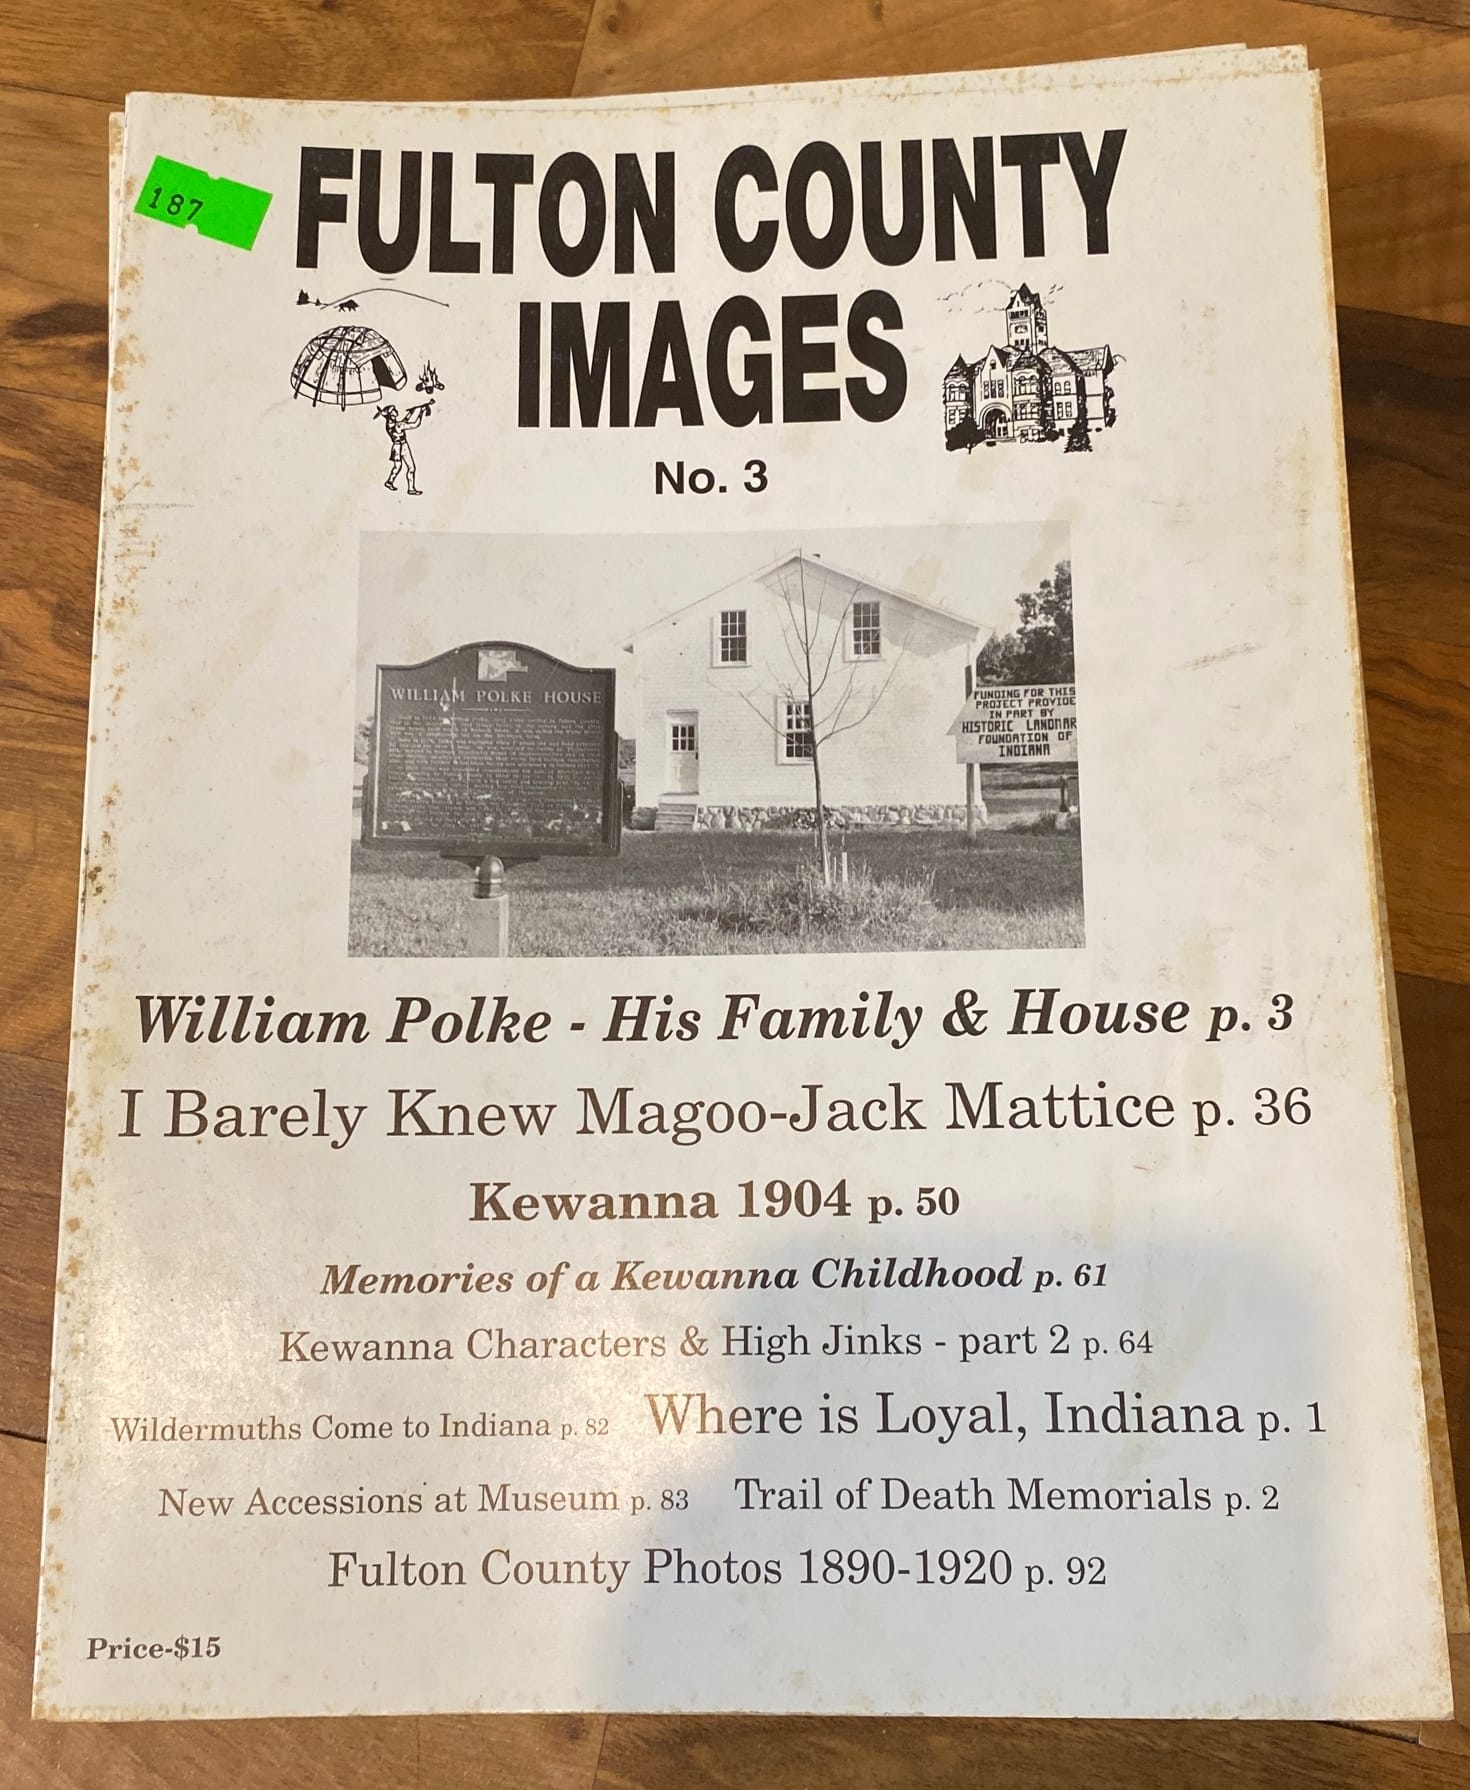 187
FULTON COUNTY
IMAGES
No. 3
WILLIAM POLKE HOUSE
FUNDING FOR THIS
PROJECT PROVIDE
IN PART BY
HISTORIC LANDMAR
FOUNDATION OF
INDIANA
William Polke - His Family & House p. 3
I Barely Knew Magoo-Jack Mattice p. 36
Kewanna 1904 p. 50
Memories of a Kewanna Childhood p. 61
Kewanna Characters & High Jinks - part 2 p. 64
Wildermuths Come to Indiana p. 82 Where is Loyal, Indiana p. 1
New Accessions at Museum p. 83 Trail of Death Memorials p. 2
Fulton County Photos 1890-1920 p. 92
Price-$15